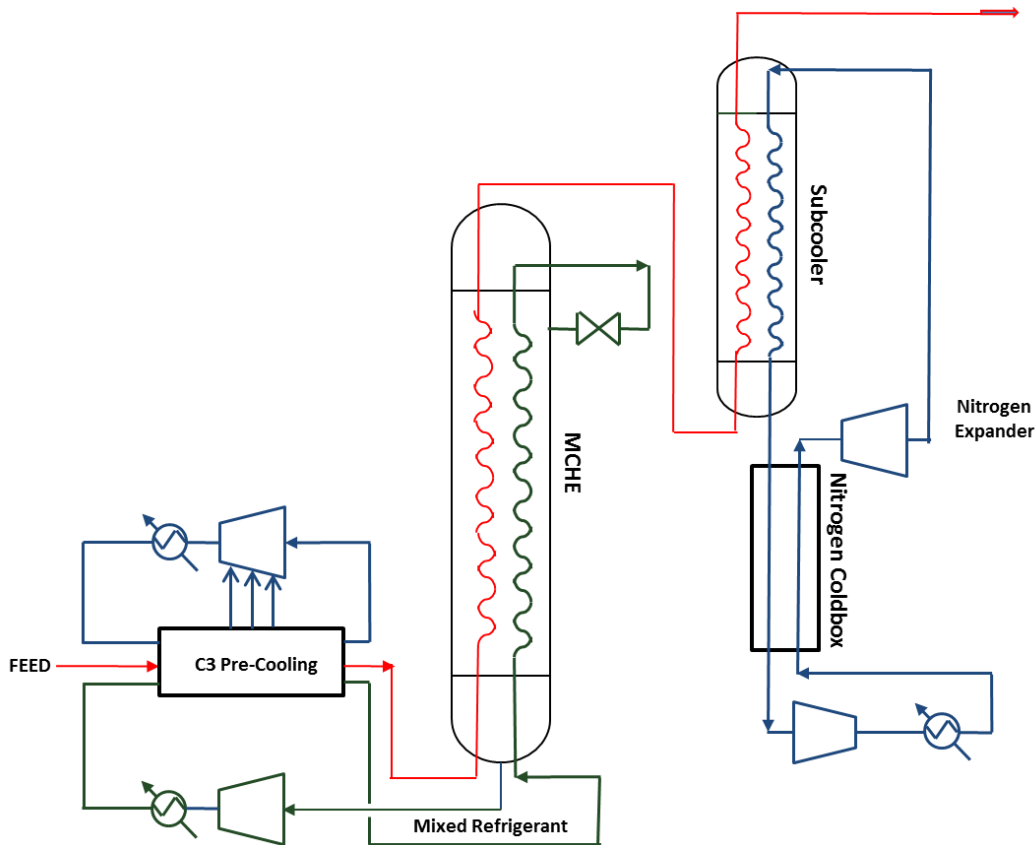 Subcooler
Nitrogen
Expander
MCHE
Nitrogen Coldbox
FEED
C3 Pre-Cooling
Mixed Refrigerant